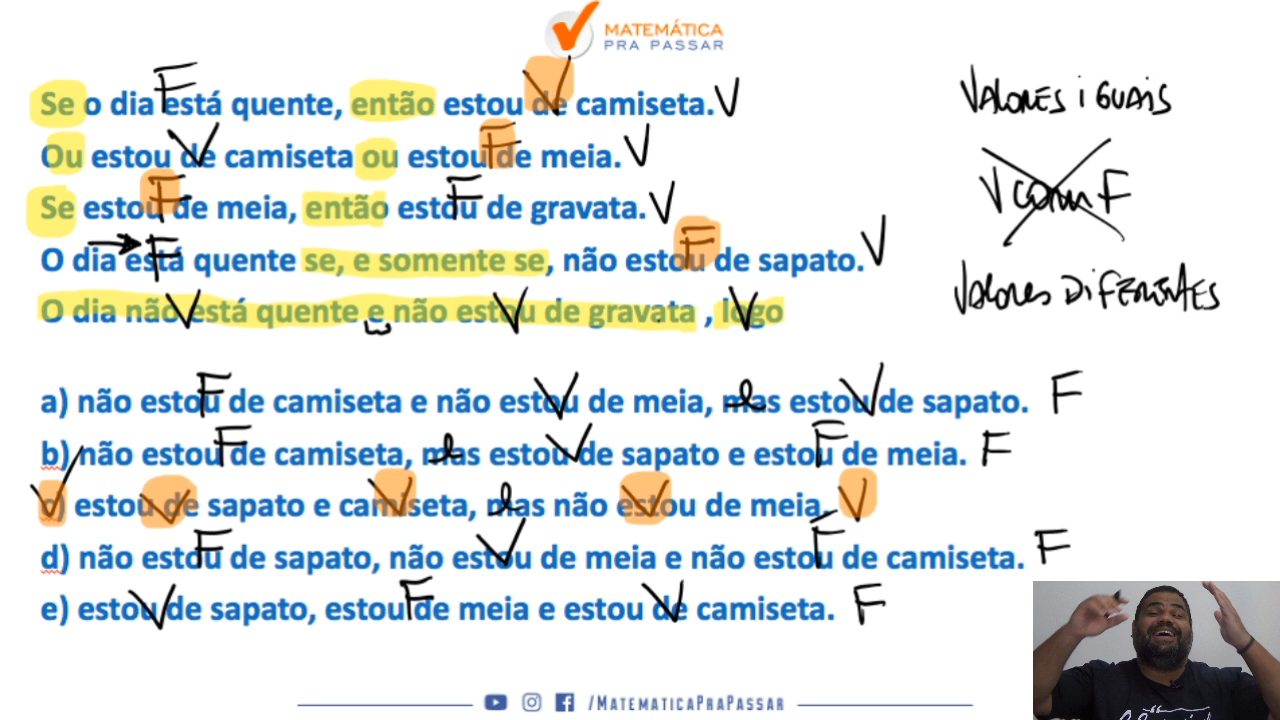 MATEMÁTICA
PRA PASSAR
F V
Se o dia está quente, então estou de camiseta. V
V F
Ou estou de camiseta ou estou de meia. V
F F
Se estou de meia, então estou de gravata. V
F F
O dia está quente se, e somente se, não estou de sapato. V
V V V
O dia não está quente e não estou de gravata , logo
VALORES IGUAIS
V com F
VALORES DIFERENTES
F V e V
a) não estou de camiseta e não estou de meia, mas estou de sapato. F
F e V F
b) não estou de camiseta, mas estou de sapato e estou de meia. F
V V e V
c) estou de sapato e camiseta, mas não estou de meia. V
F V F
d) não estou de sapato, não estou de meia e não estou de camiseta. F
V F V
e) estou de sapato, estou de meia e estou de camiseta. F
/MATEMATICAPRAPASSAR